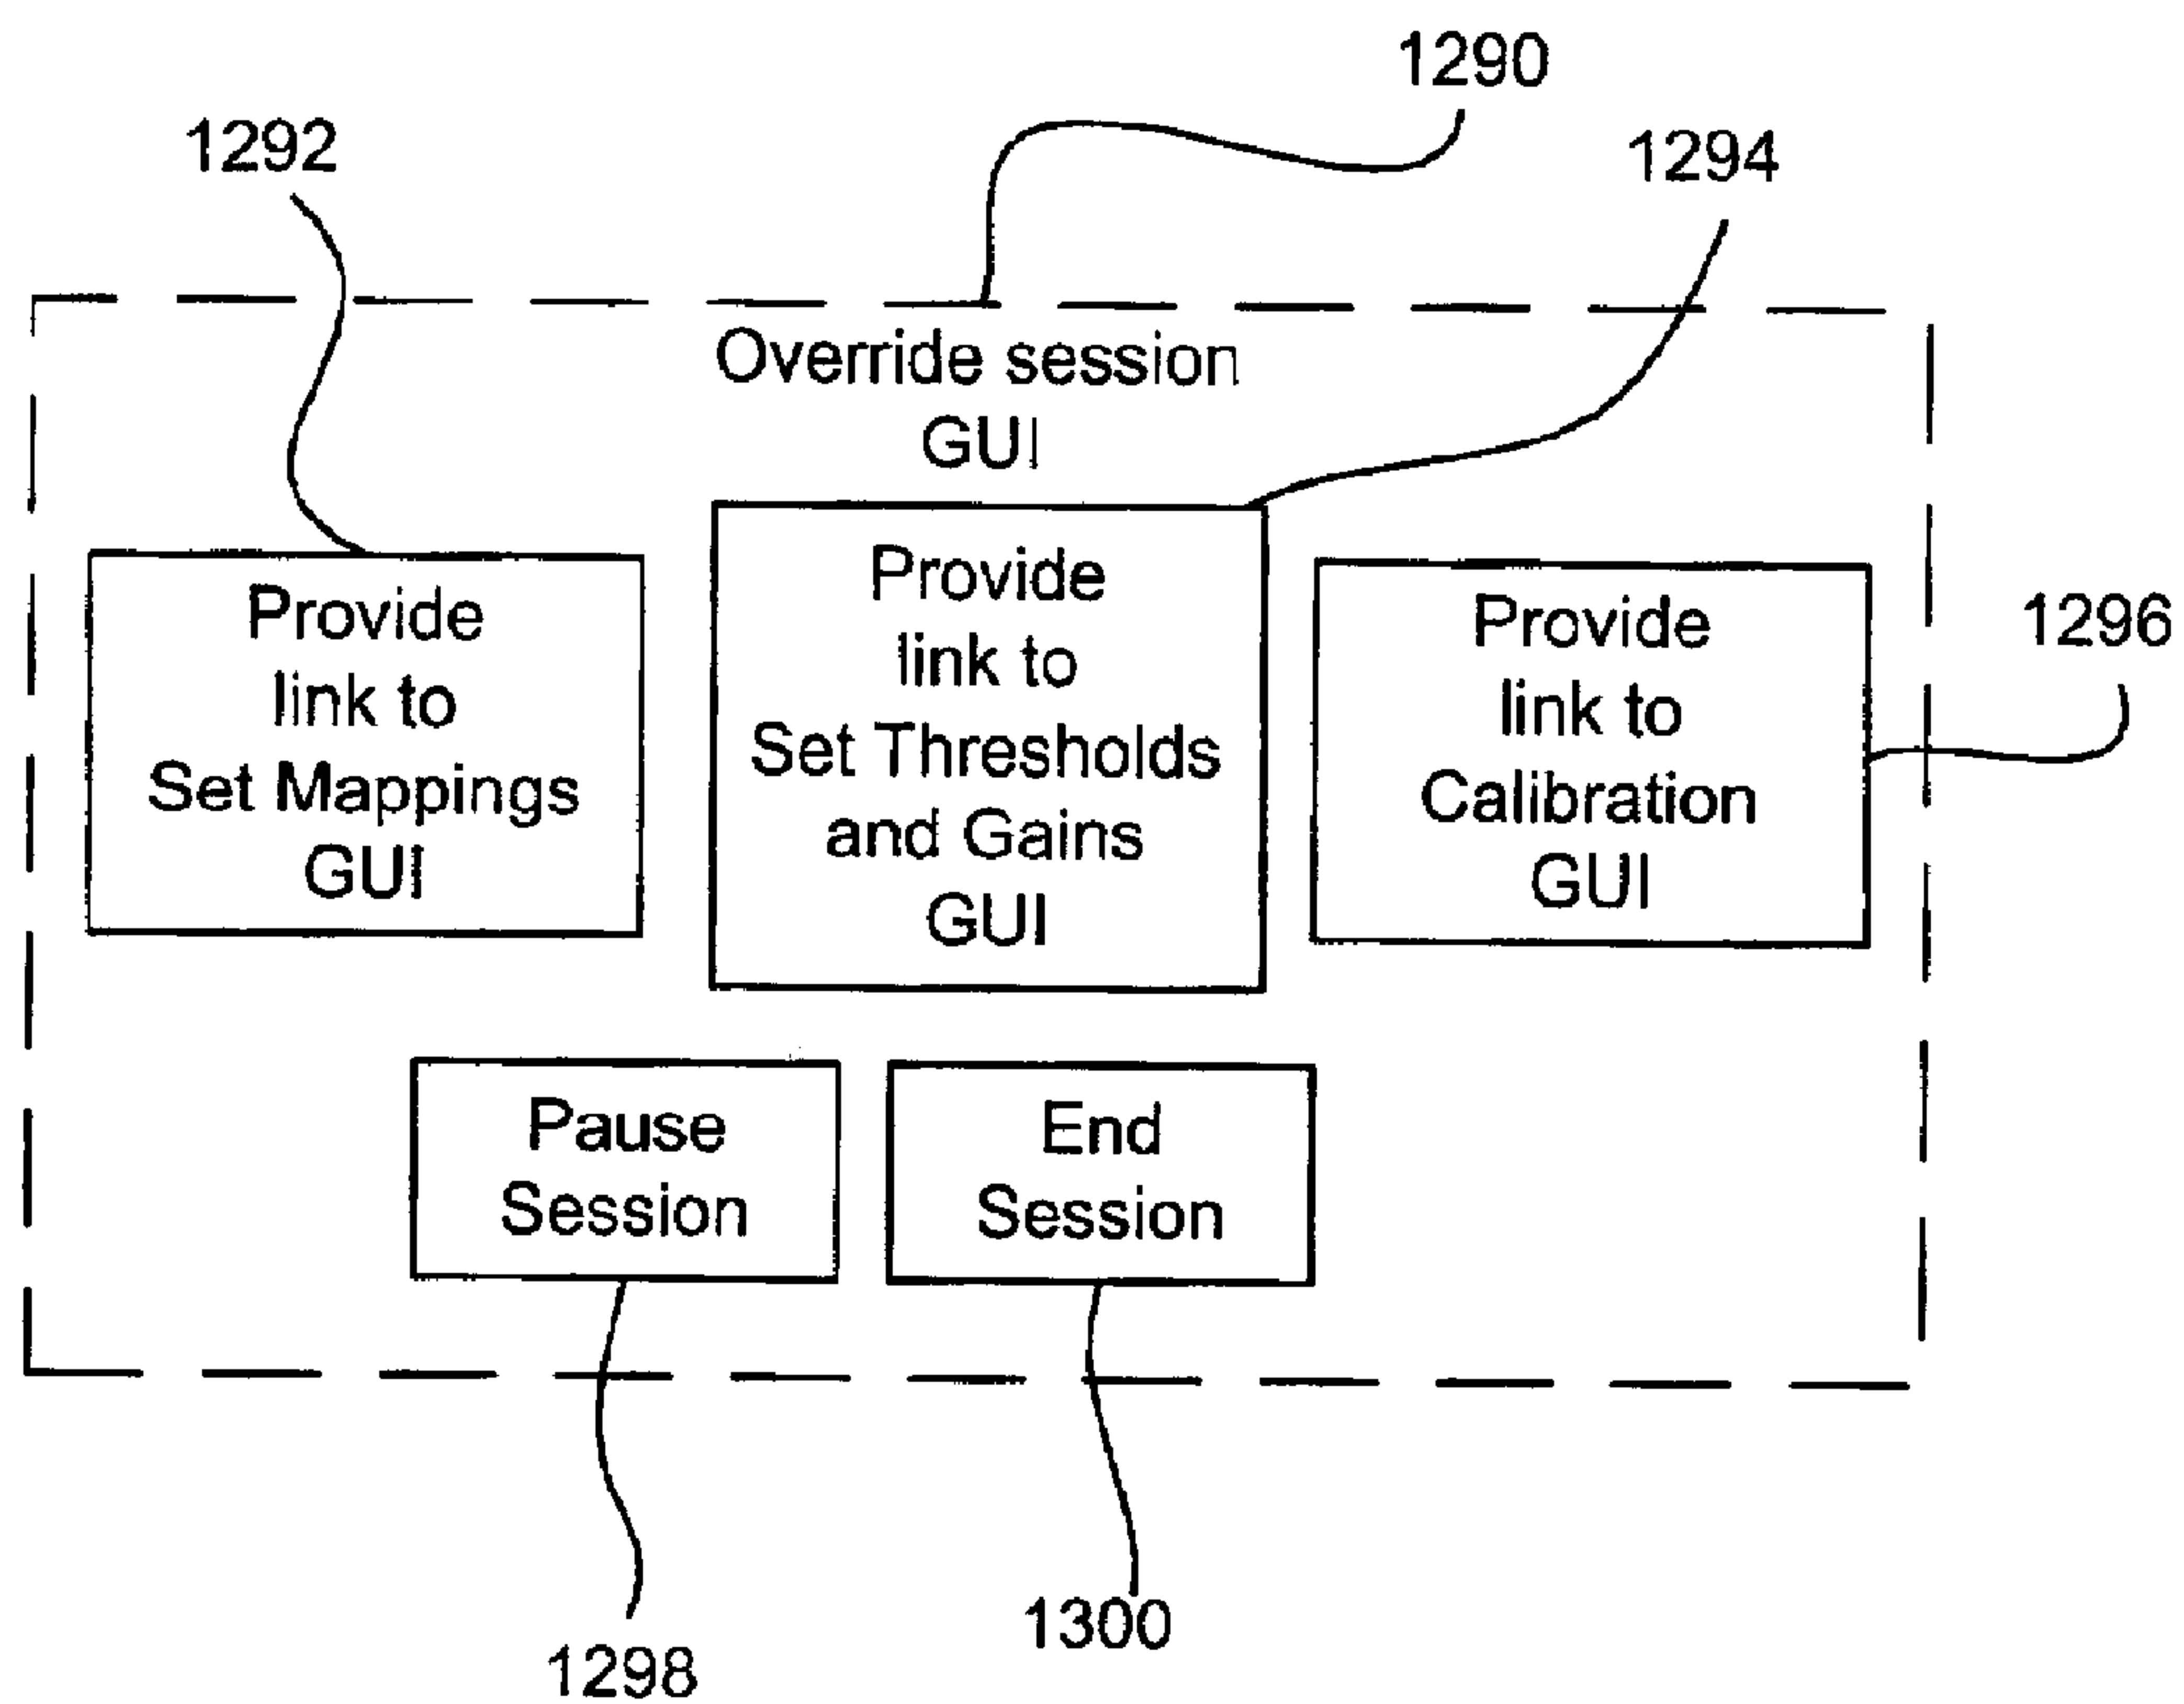 1290
1292
1294
Override session
GUI
Provide
link to
Set Mappings
GUI
Provide
link to
Set Thresholds
and Gains
GUI
Provide
link to
Calibration
GUI
1296
Pause
Session
End
Session
1300
1298